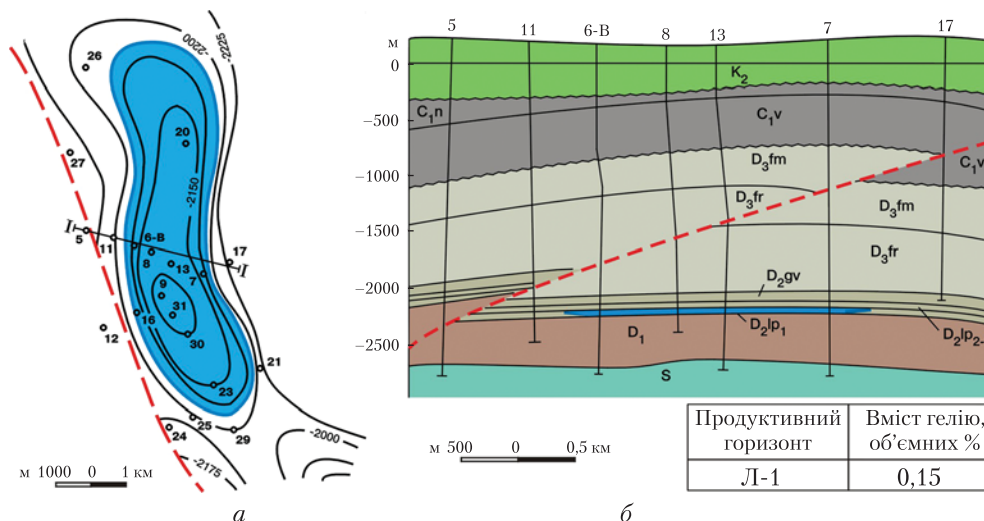 26
-2200
-2225
20
27
-2150
I
5
11
6-В
8
13
17
7
I
9
31
16
12
30
21
23
25
24
29
-2000
-2175
м 1000 0 1 км
а
5
11
6-В
8
13
7
17
м
0
–500
–1000
–1500
–2000
–2500
K2
C1n
C1v
D3fm
C1v
D3fr
D3fm
D3fr
D2gv
D1
D2lp1
D2lp2-
S
м 500 0 0,5 км
Продуктивний горизонт
Вміст гелію, об'ємних %
Л-1
0,15
б